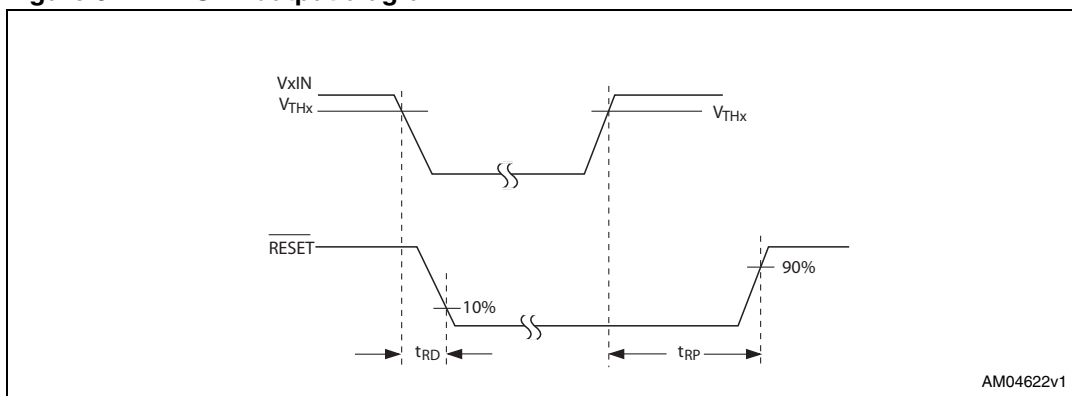 VxIN
VTHx
VTHx
RESET
10%
90%
tRD
tRP
AM04622v1